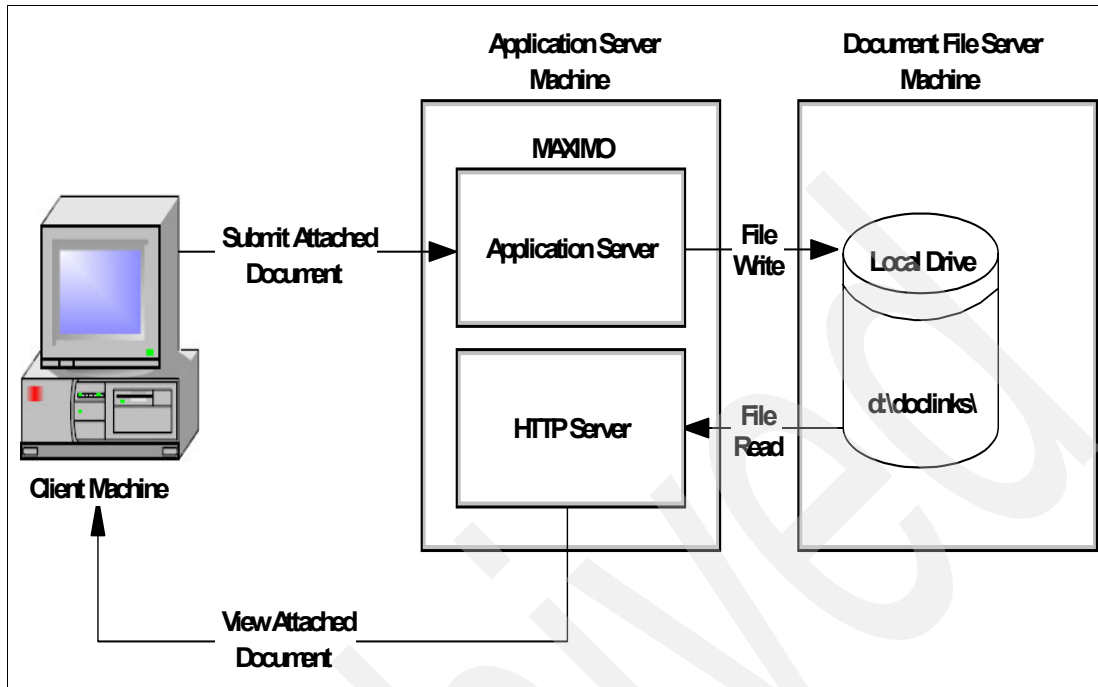 Application Server
Machine
Document File Server
Machine
MAXIMO
Submit Attached
Document
Application Server
File
Write
Local Drive
d:\doclinks\
HTTP Server
File
Read
Client Machine
View Attached
Document